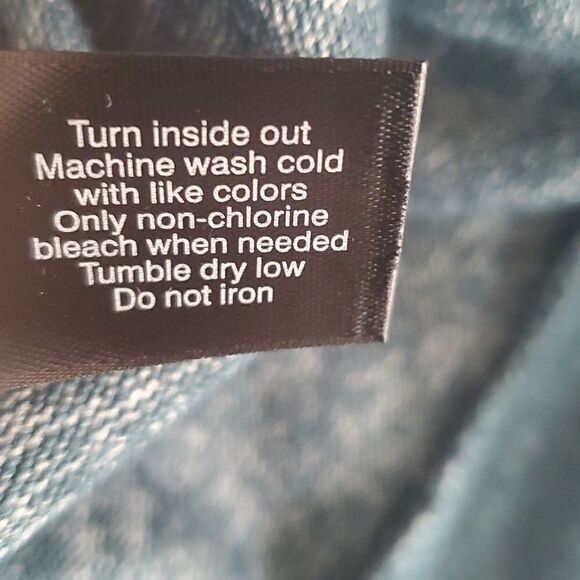 Turn inside out
Machine wash cold
with like colors
Only non-chlorine
bleach when needed
Tumble dry low
Do not iron